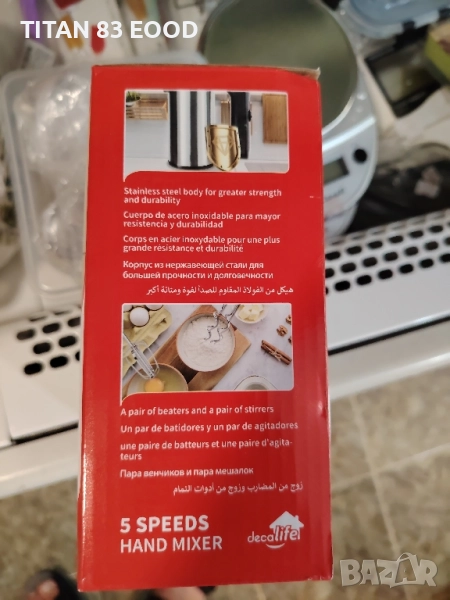 TITAN 83 EOOD
Stainless steel body for greater strength
and durability
Cuerpo de acero inoxidable para mayor
resistencia y durabilidad
Corps en acier inoxydable pour une plus
grande resistance et durabilité
Корпус из нержавеющей стали для
большей прочности и долговечности
هيكل من الفولاذ المقاوم للصدأ لقوة ومتانة أكبر
A pair of beaters and a pair of stirrers
Un par de batidores y un par de agitadores
une paire de batteurs et une paire d'agita-
teurs
Пара венчиков и пара мешалок
زوج من المضارب وزوج من أدوات التمام
5 SPEEDS
HAND MIXER
decalife
BAZAR